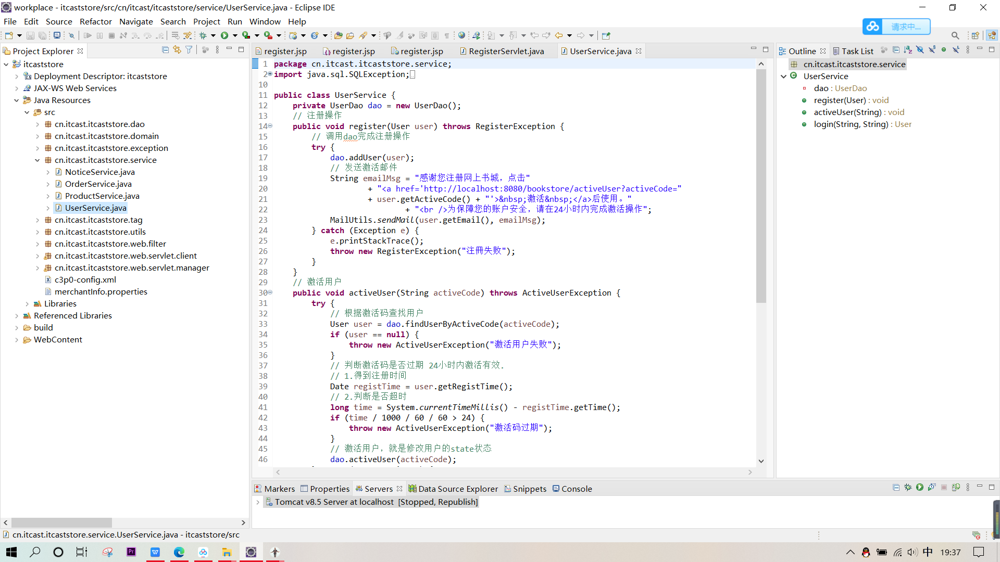 workplace - itcaststore/src/cn/itcast/itcaststore/service/UserService.java - Eclipse IDE
File Edit Source Refactor Navigate Search Project Run Window Help
请求中...
Project Explorer
itcaststore
Deployment Descriptor: itcaststore
JAX-WS Web Services
Java Resources
src
cn.itcast.itcaststore.dao
cn.itcast.itcaststore.domain
cn.itcast.itcaststore.exception
cn.itcast.itcaststore.service
NoticeService.java
OrderService.java
ProductService.java
UserService.java
cn.itcast.itcaststore.tag
cn.itcast.itcaststore.utils
cn.itcast.itcaststore.web.filter
cn.itcast.itcaststore.web.servlet.client
cn.itcast.itcaststore.web.servlet.manager
c3p0-config.xml
merchantInfo.properties
Libraries
Referenced Libraries
build
WebContent
register.jsp register.jsp register.jsp RegisterServlet.java UserService.java
1 package cn.itcast.itcaststore.service;
2 import java.sql.SQLException;
10
11 public class UserService {
12 private UserDao dao = new UserDao();
13 // 注册操作
14 public void register(User user) throws RegisterException {
15 // 调用dao完成注册操作
16 try {
17 dao.addUser(user);
18 // 发送激活邮件
19 String emailMsg = "感谢您注册网上书城，点击"
20 + "<a href='http://localhost:8080/bookstore/activeUser?activeCode="
21 + user.getActiveCode() + "'>&nbsp;激活&nbsp;</a>后使用。"
22 + "<br />为保障您的账户安全，请在24小时内完成激活操作";
23 MailUtils.sendMail(user.getEmail(), emailMsg);
24 } catch (Exception e) {
25 e.printStackTrace();
26 throw new RegisterException("注冊失败");
27 }
28 }
29 // 激活用户
30 public void activeUser(String activeCode) throws ActiveUserException {
31 try {
32 // 根据激活码查找用户
33 User user = dao.findUserByActiveCode(activeCode);
34 if (user == null) {
35 throw new ActiveUserException("激活用户失败");
36 }
37 // 判断激活码是否过期 24小时内激活有效.
38 // 1.得到注册时间
39 Date registTime = user.getRegistTime();
40 // 2.判断是否超时
41 long time = System.currentTimeMillis() - registTime.getTime();
42 if (time / 1000 / 60 / 60 > 24) {
43 throw new ActiveUserException("激活码过期");
44 }
45 // 激活用户，就是修改用户的state状态
46 dao.activeUser(activeCode);
Outline Task List
cn.itcast.itcaststore.service
UserService
dao : UserDao
register(User) : void
activeUser(String) : void
login(String, String) : User
Markers Properties Servers Data Source Explorer Snippets Console
Tomcat v8.5 Server at localhost [Stopped, Republish]
cn.itcast.itcaststore.service.UserService.java - itcaststore/src
中 19:37